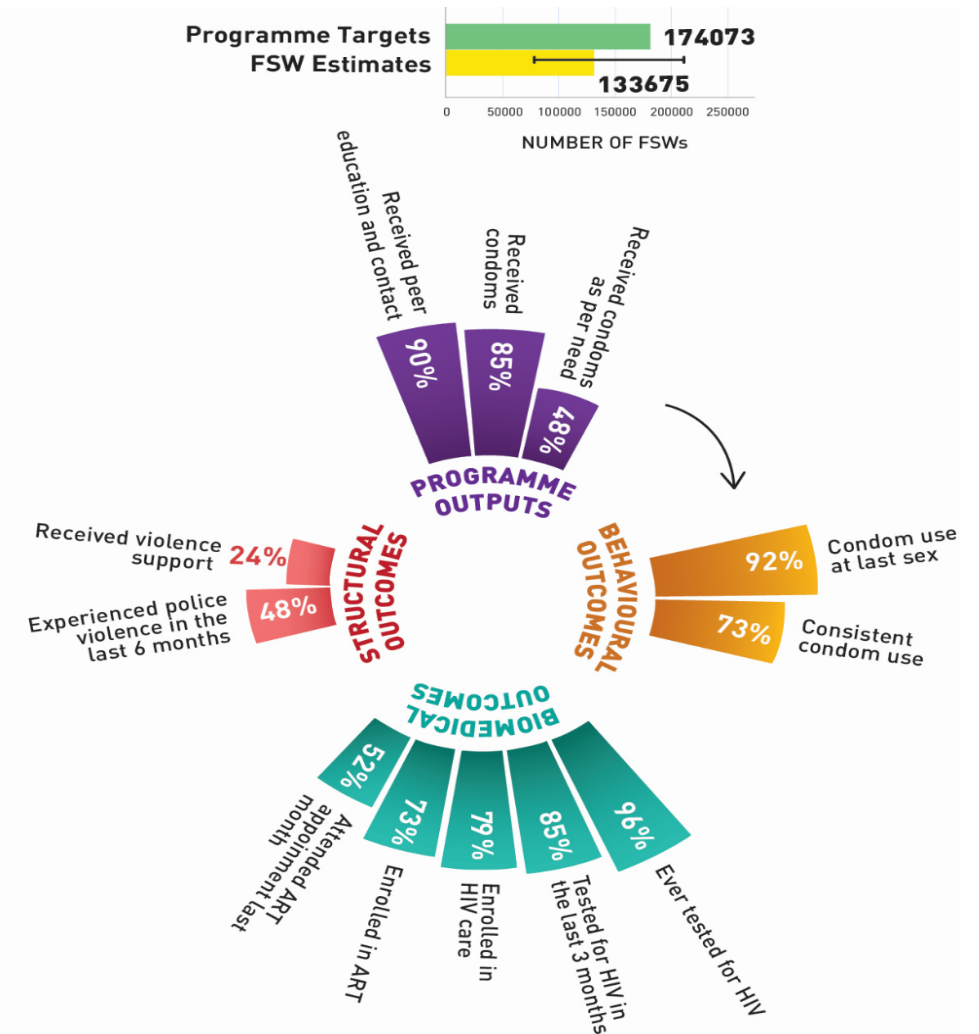 Programme Targets
174073
FSW Estimates
133675
0 50000 100000 150000 200000 250000
NUMBER OF FSWs
Received peer
education and contact
90%
Received
condoms
85%
Received condoms
as per need
48%
PROGRAMME
OUTPUTS
BEHAVIOURAL
OUTCOMES
92%
Condom use
at last sex
73%
Consistent
condom use
BIOMEDICAL
OUTCOMES
96%
Ever tested for HIV
85%
Tested for HIV in
the last 3 months
79%
Enrolled in
HIV care
73%
Enrolled in ART
52%
Attended ART
appoinment last
month
STRUCTURAL
OUTCOMES
48%
Experienced police
violence in the
last 6 months
24%
Received violence
support